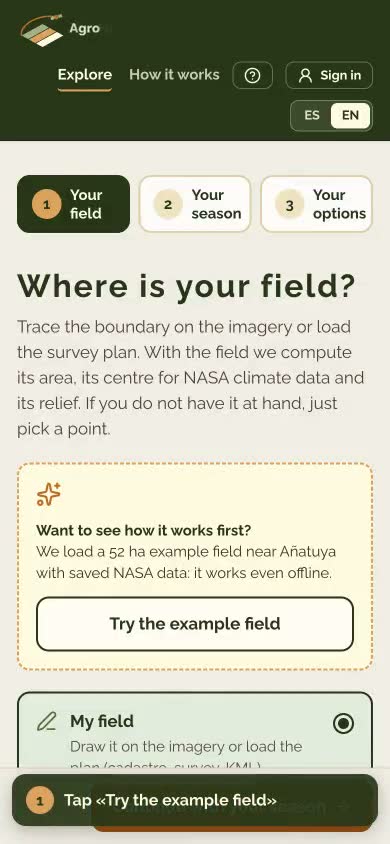 Agro
Explore
How it works
Sign in
ES
EN
1
Your
field
2
Your
season
3
Your
options
Where is your field?
Trace the boundary on the imagery or load
the survey plan. With the field we compute
its area, its centre for NASA climate data and
its relief. If you do not have it at hand, just
pick a point.
Want to see how it works first?
We load a 52 ha example field near Añatuya
with saved NASA data: it works even offline.
Try the example field
My field
Draw it on the imagery or load the
plan (cadastre, survey, KML)
1
Tap «Try the example field»